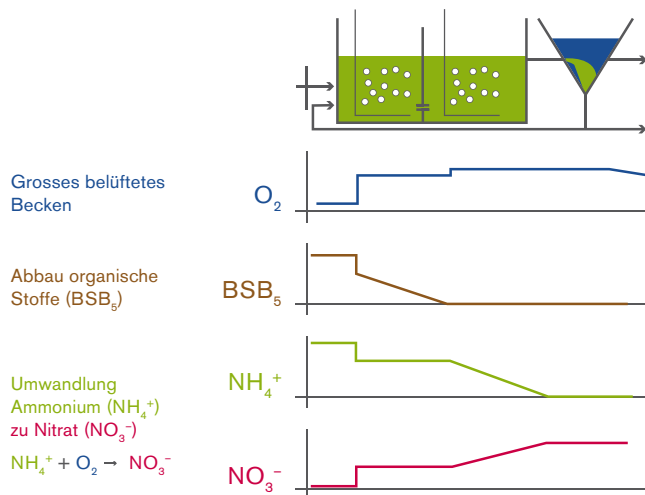 Grosses belüftetes
Becken
O₂
Abbau organische
Stoffe (BSB₅)
BSB₅
Umwandlung
Ammonium (NH₄⁺)
zu Nitrat (NO₃⁻)
NH₄⁺ + O₂ → NO₃⁻
NH₄⁺
NO₃⁻